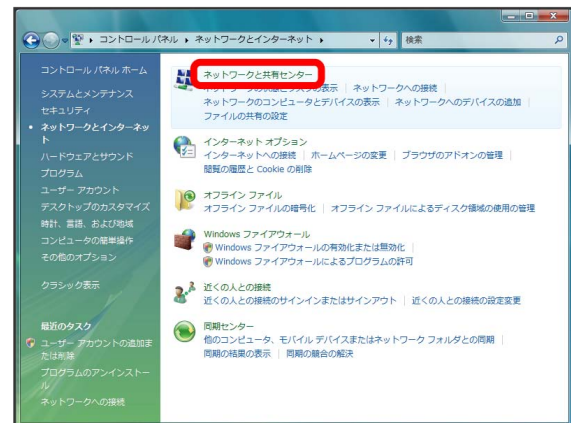 コントロール パネル ▸ ネットワークとインターネット ▸
検索
コントロール パネル ホーム
システムとメンテナンス
セキュリティ
• ネットワークとインターネッ
ト
ハードウェアとサウンド
プログラム
ユーザー アカウント
デスクトップのカスタマイズ
時計、言語、および地域
コンピュータの簡単操作
その他のオプション
クラシック表示
最近のタスク
ユーザー アカウントの追加ま
たは削除
プログラムのアンインストー
ル
ネットワークへの接続
ネットワークと共有センター
ネットワークの状態とタスクの表示 | ネットワークへの接続 |
ネットワークのコンピュータとデバイスの表示 | ネットワークへのデバイスの追加 |
ファイルの共有の設定
インターネット オプション
インターネットへの接続 | ホームページの変更 | ブラウザのアドオンの管理 |
閲覧の履歴と Cookie の削除
オフライン ファイル
オフライン ファイルの暗号化 | オフライン ファイルによるディスク領域の使用の管理
Windows ファイアウォール
Windows ファイアウォールの有効化または無効化 |
Windows ファイアウォールによるプログラムの許可
近くの人との接続
近くの人との接続のサインインまたはサインアウト | 近くの人との接続の設定変更
同期センター
他のコンピュータ、モバイル デバイスまたはネットワーク フォルダとの同期 |
同期の結果の表示 | 同期の競合の解決